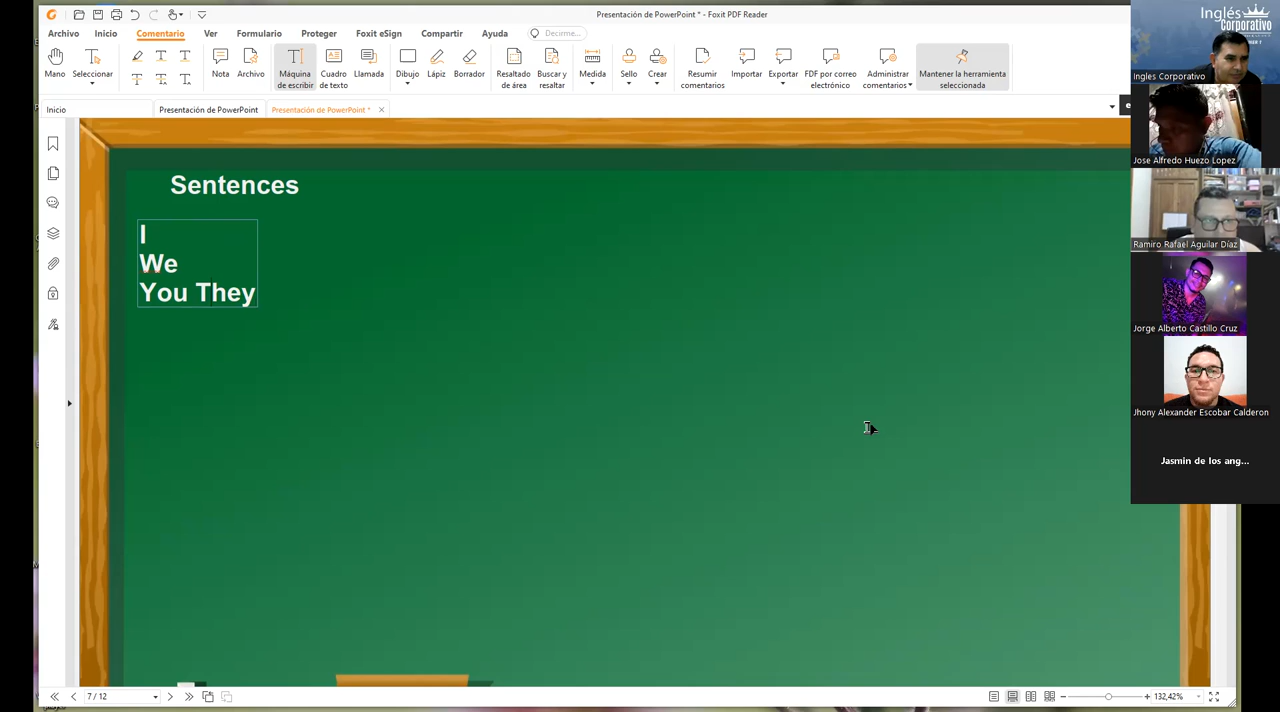 Presentación de PowerPoint * - Foxit PDF Reader
Archivo Inicio Comentario Ver Formulario Proteger Foxit eSign Compartir Ayuda Decirme...
Mano Seleccionar Nota Archivo Máquina de escribir Cuadro de texto Llamada Dibujo Lápiz Borrador Resaltado de área Buscar y resaltar Medida Sello Crear Resumir comentarios Importar Exportar FDF por correo electrónico Administrar comentarios Mantener la herramienta seleccionada
Inicio Presentación de PowerPoint Presentación de PowerPoint *
Sentences
I
We
You They
7 / 12
132,42%
Inglés
Corporativo
Ingles Corporativo
Jose Alfredo Huezo Lopez
Ramiro Rafael Aguilar Díaz
Jorge Alberto Castillo Cruz
Jhony Alexander Escobar Calderon
Jasmin de los ang...